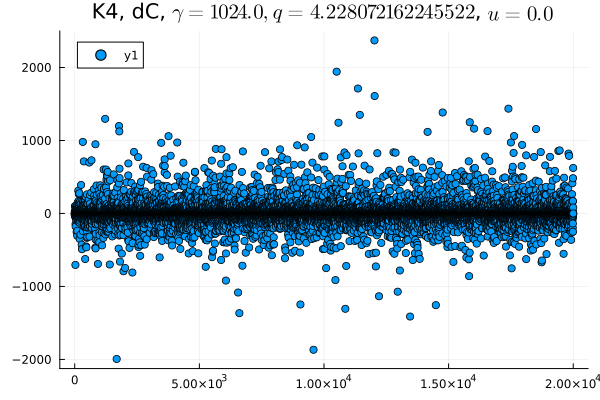 K4, dC, γ = 1024.0, q = 4.228072162245522, u = 0.0
y1
2000
1000
0
−1000
−2000
0 5.00×10³ 1.00×10⁴ 1.50×10⁴ 2.00×10⁴